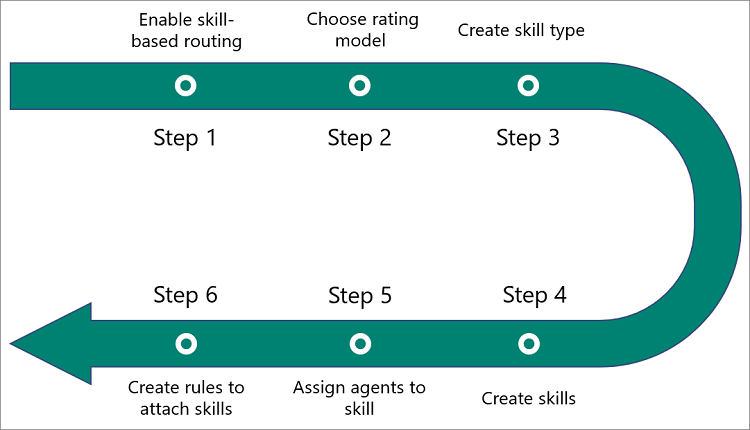 Enable skill-
based routing
Step 1
Choose rating
model
Step 2
Create skill type
Step 3
Step 4
Create skills
Step 5
Assign agents to
skill
Step 6
Create rules to
attach skills